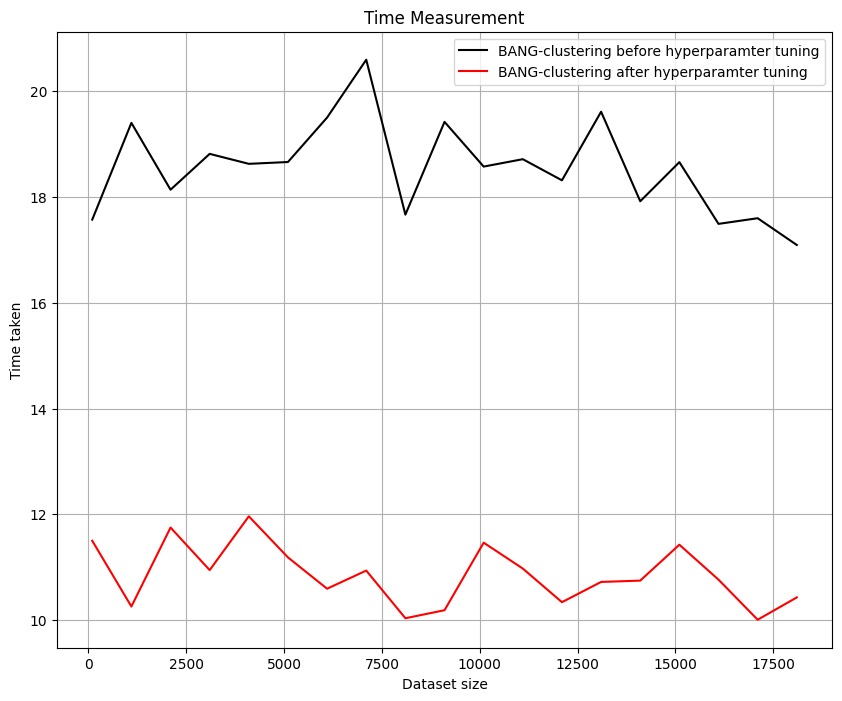 Time Measurement
BANG-clustering before hyperparamter tuning
BANG-clustering after hyperparamter tuning
Time taken
20
18
16
14
12
10
0 2500 5000 7500 10000 12500 15000 17500
Dataset size